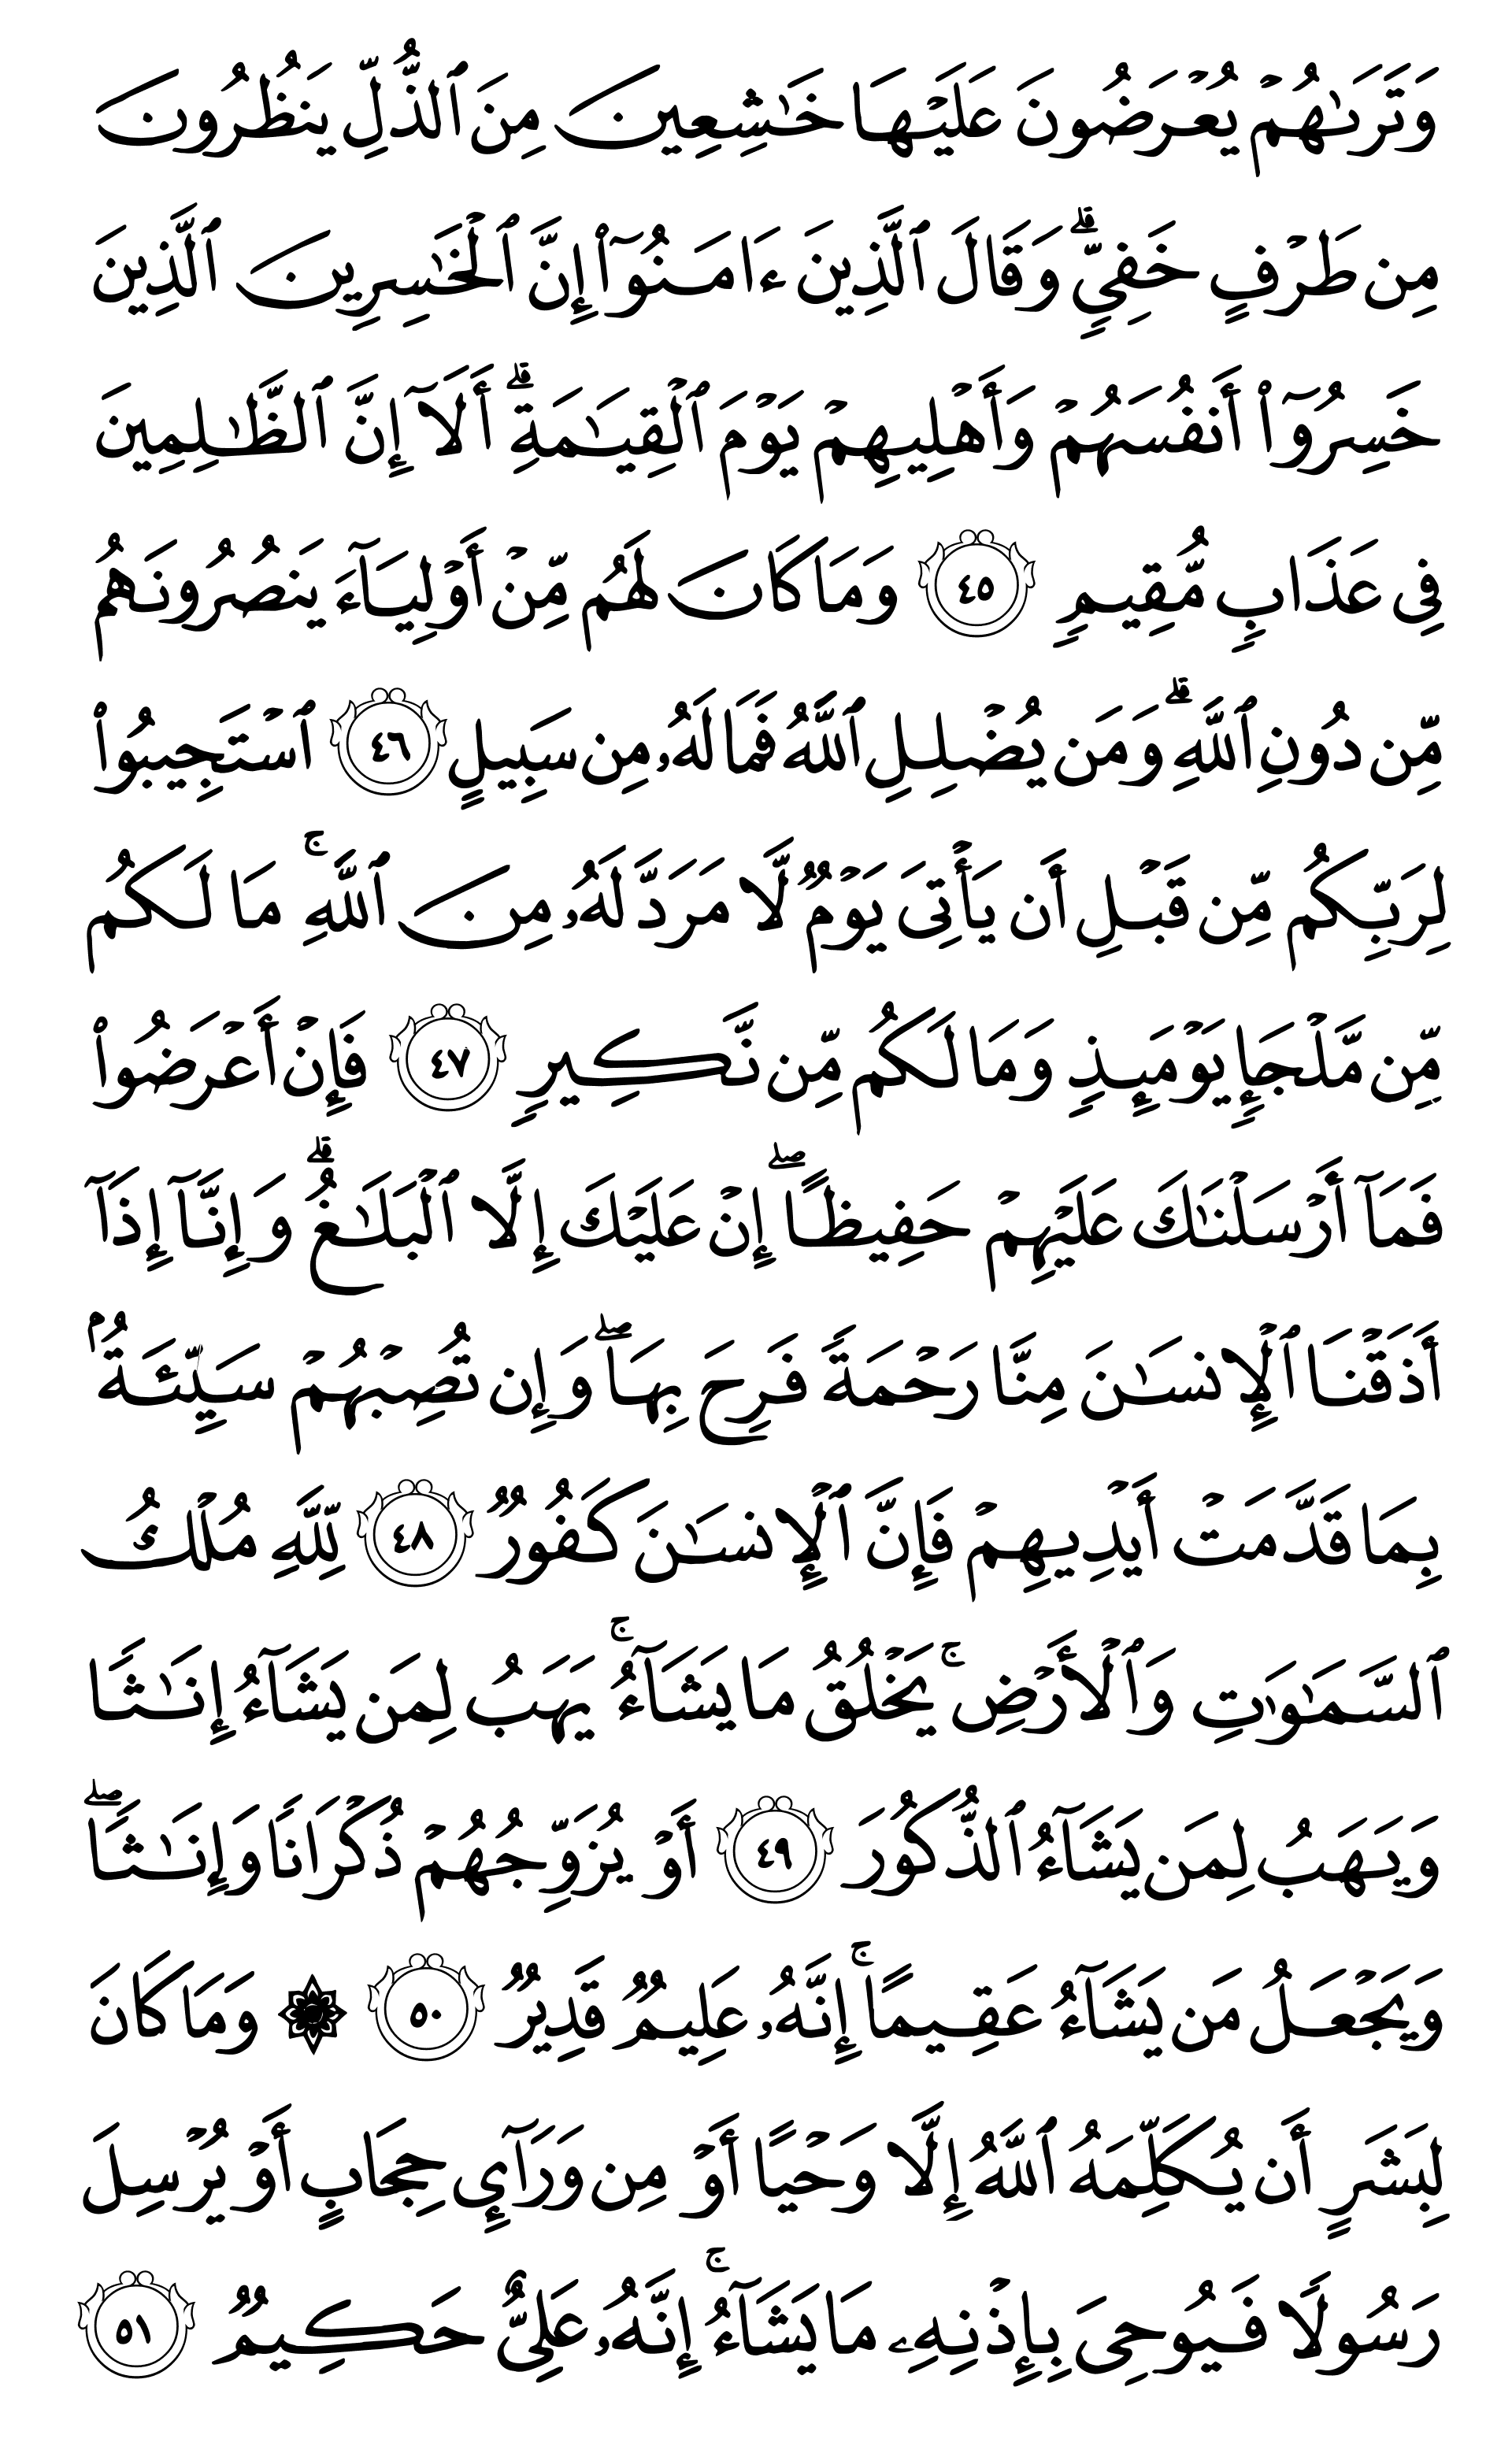 وَتَرَىٰهُمْ يُعْرَضُونَ عَلَيْهَا خَـٰشِعِينَ مِنَ ٱلذُّلِّ يَنظُرُونَ
مِن طَرْفٍ خَفِىٍّ ۗ وَقَالَ ٱلَّذِينَ ءَامَنُوٓا۟ إِنَّ ٱلْخَـٰسِرِينَ ٱلَّذِينَ
خَسِرُوٓا۟ أَنفُسَهُمْ وَأَهْلِيهِمْ يَوْمَ ٱلْقِيَـٰمَةِ ۗ أَلَآ إِنَّ ٱلظَّـٰلِمِينَ
فِى عَذَابٍ مُّقِيمٍ ٤٥ وَمَا كَانَ لَهُم مِّنْ أَوْلِيَآءَ يَنصُرُونَهُم
مِّن دُونِ ٱللَّهِ ۗ وَمَن يُضْلِلِ ٱللَّهُ فَمَا لَهُۥ مِن سَبِيلٍ ٤٦ ٱسْتَجِيبُوا۟
لِرَبِّكُم مِّن قَبْلِ أَن يَأْتِىَ يَوْمٌ لَّا مَرَدَّ لَهُۥ مِنَ ٱللَّهِ ۚ مَا لَكُم
مِّن مَّلْجَإٍ يَوْمَئِذٍ وَمَا لَكُم مِّن نَّكِيرٍ ٤٧ فَإِنْ أَعْرَضُوا۟
فَمَآ أَرْسَلْنَـٰكَ عَلَيْهِمْ حَفِيظًا ۖ إِنْ عَلَيْكَ إِلَّا ٱلْبَلَـٰغُ ۗ وَإِنَّآ إِذَآ
أَذَقْنَا ٱلْإِنسَـٰنَ مِنَّا رَحْمَةً فَرِحَ بِهَا ۖ وَإِن تُصِبْهُمْ سَيِّئَةٌۢ
بِمَا قَدَّمَتْ أَيْدِيهِمْ فَإِنَّ ٱلْإِنسَـٰنَ كَفُورٌ ٤٨ لِّلَّهِ مُلْكُ
ٱلسَّمَـٰوَٰتِ وَٱلْأَرْضِ ۚ يَخْلُقُ مَا يَشَآءُ ۚ يَهَبُ لِمَن يَشَآءُ إِنَـٰثًا
وَيَهَبُ لِمَن يَشَآءُ ٱلذُّكُورَ ٤٩ أَوْ يُزَوِّجُهُمْ ذُكْرَانًا وَإِنَـٰثًا ۖ
وَيَجْعَلُ مَن يَشَآءُ عَقِيمًا ۚ إِنَّهُۥ عَلِيمٌ قَدِيرٌ ٥٠ ۞ وَمَا كَانَ
لِبَشَرٍ أَن يُكَلِّمَهُ ٱللَّهُ إِلَّا وَحْيًا أَوْ مِن وَرَآئِ حِجَابٍ أَوْ يُرْسِلَ
رَسُولًا فَيُوحِىَ بِإِذْنِهِۦ مَا يَشَآءُ ۚ إِنَّهُۥ عَلِىٌّ حَكِيمٌ ٥١